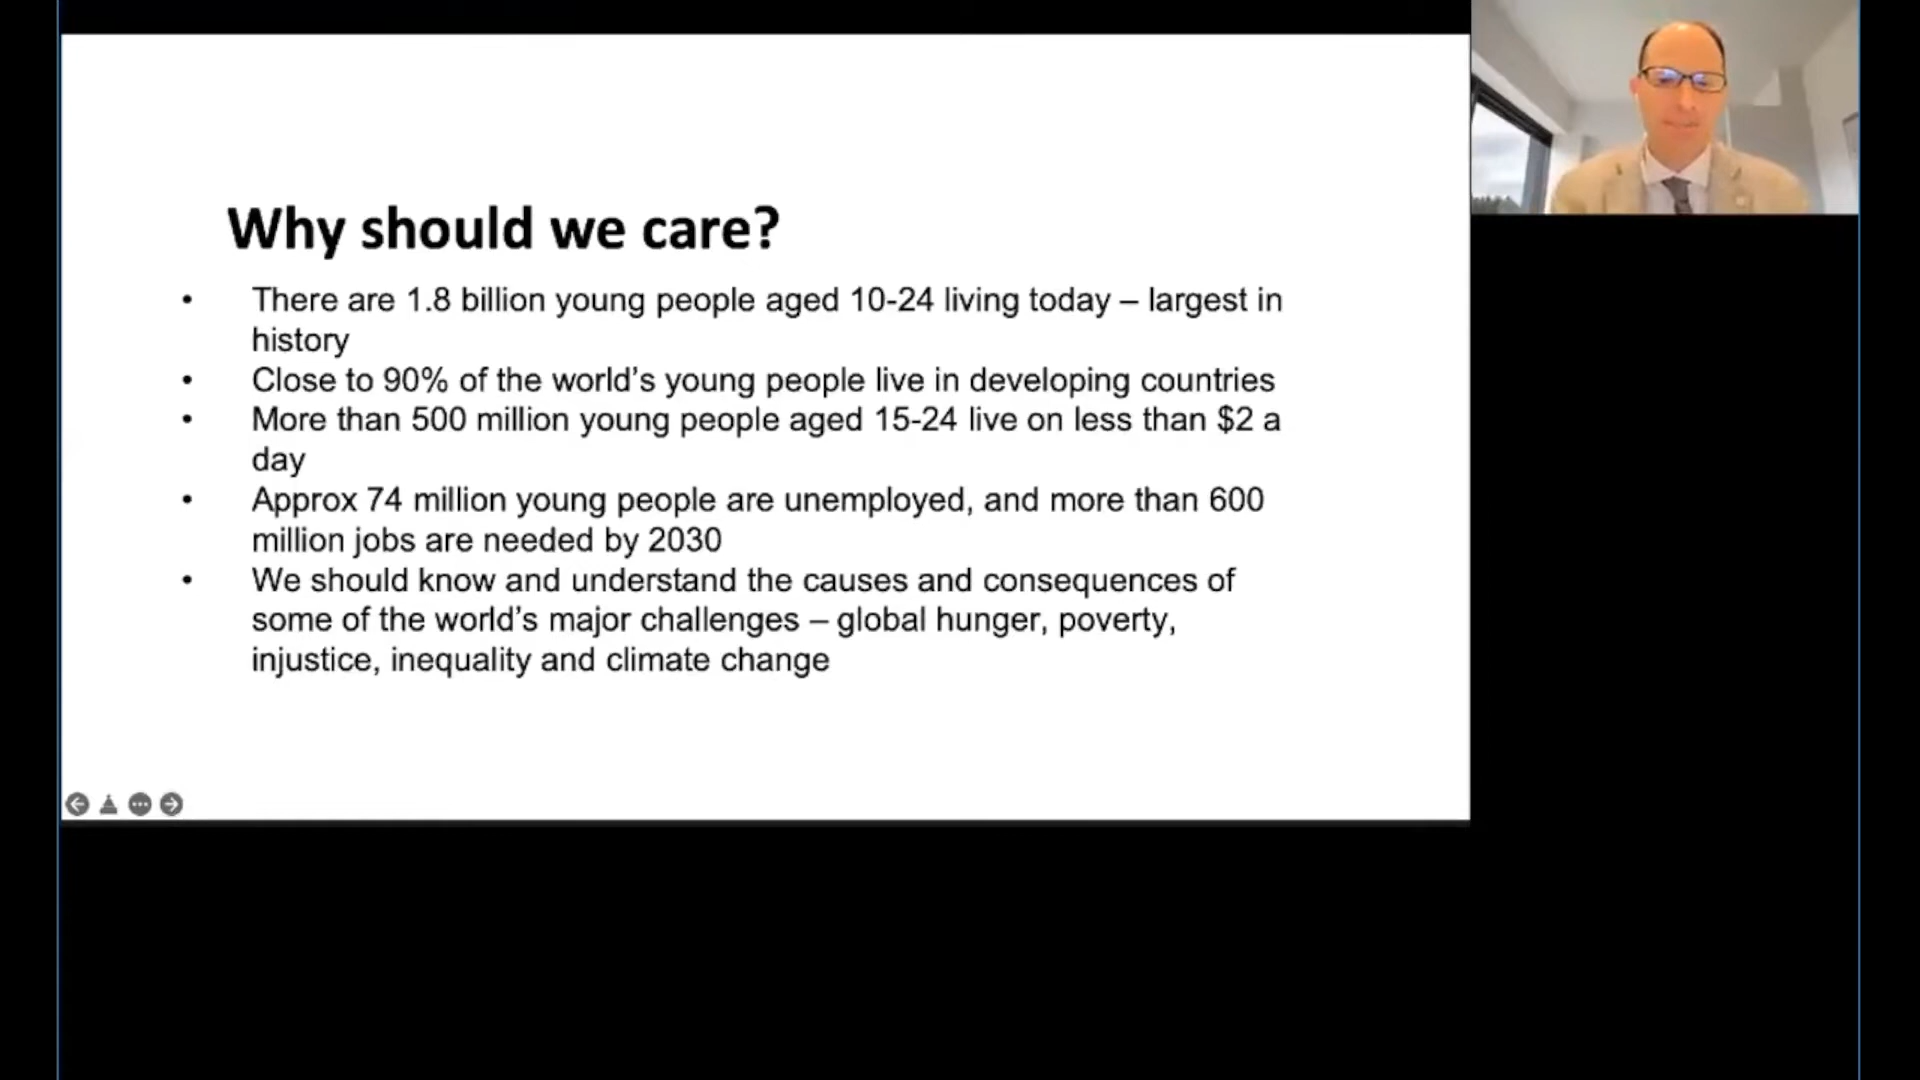 Why should we care?
• There are 1.8 billion young people aged 10-24 living today – largest in
history
• Close to 90% of the world’s young people live in developing countries
• More than 500 million young people aged 15-24 live on less than $2 a
day
• Approx 74 million young people are unemployed, and more than 600
million jobs are needed by 2030
• We should know and understand the causes and consequences of
some of the world’s major challenges – global hunger, poverty,
injustice, inequality and climate change